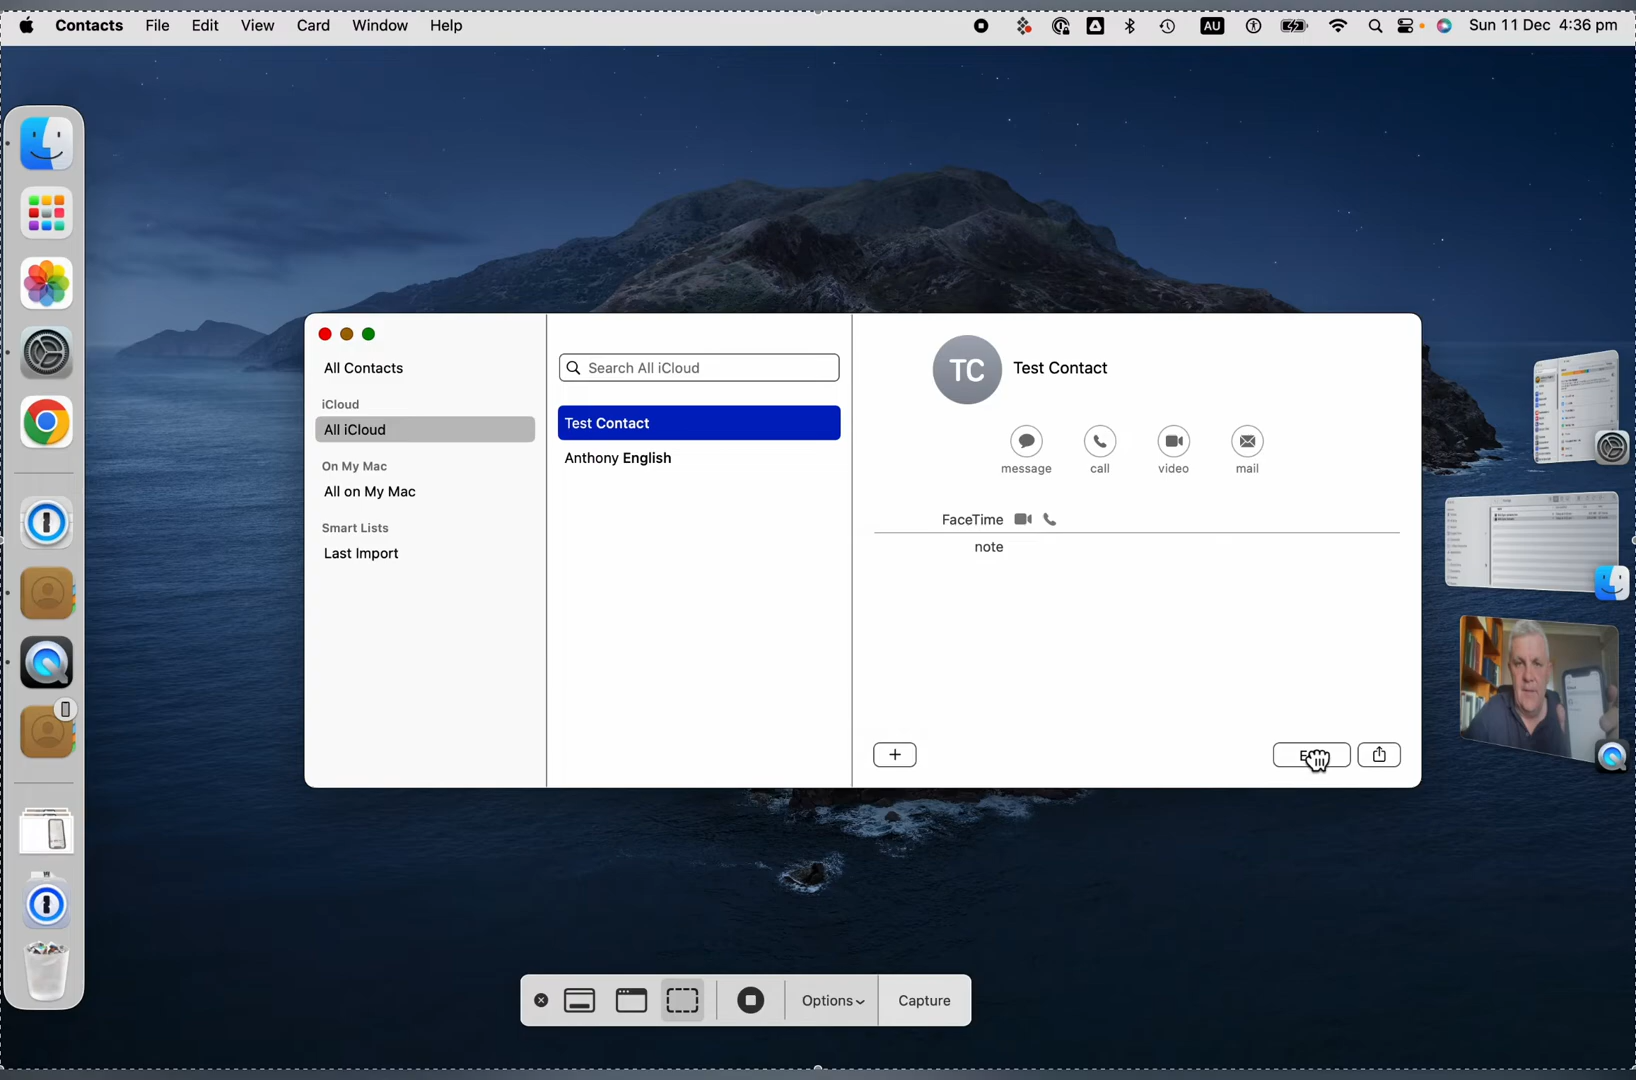 Contacts File Edit View Card Window Help AU Sun 11 Dec 4:36 pm
All Contacts
iCloud
All iCloud
On My Mac
All on My Mac
Smart Lists
Last Import
Search All iCloud
Test Contact
Anthony English
TC Test Contact
message call video mail
FaceTime
note
+
Options Capture